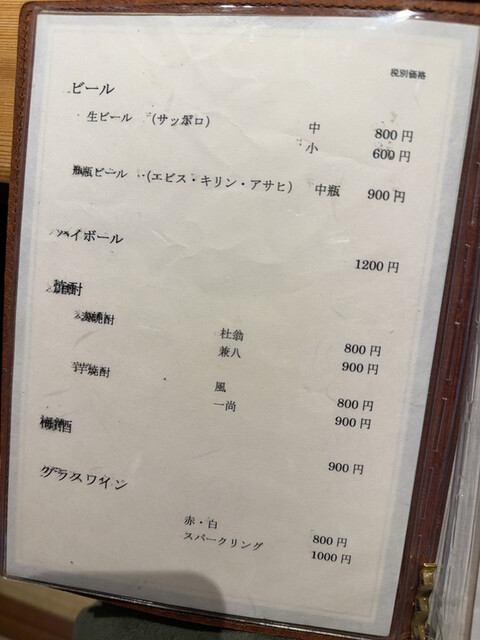 税別価格
ビール
生ビール (サッポロ) 中 800円
小 600円
瓶ビール (エビス・キリン・アサヒ) 中瓶 900円
ハイボール
1200円
焼酎
麦焼酎 杜翁 800円
兼八 900円
芋焼酎 風 800円
一尚 900円
梅酒
900円
グラスワイン
赤・白 800円
スパークリング 1000円